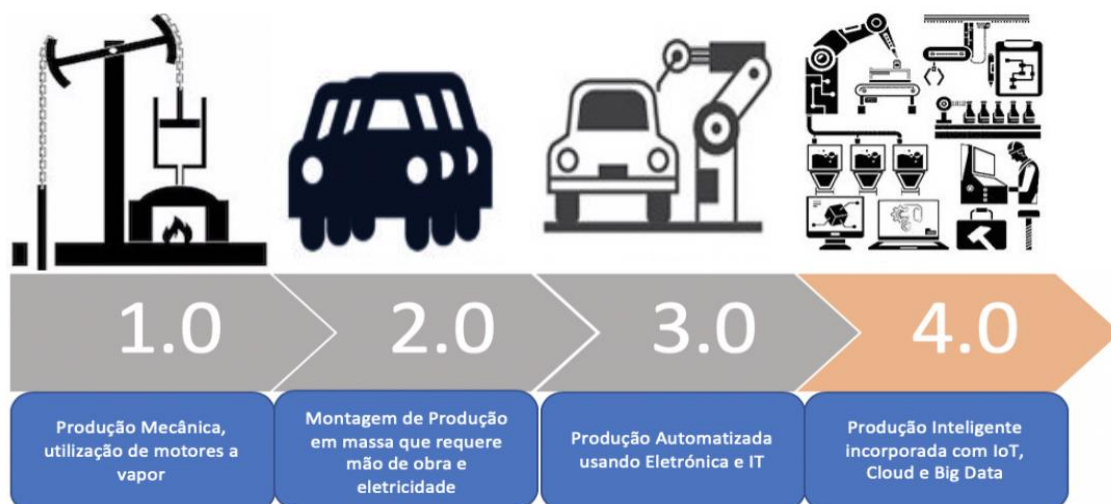 1.0
2.0
3.0
4.0
Produção Mecânica,
utilização de motores a
vapor
Montagem de Produção
em massa que requere
mão de obra e
eletricidade
Produção Automatizada
usando Eletrónica e IT
Produção Inteligente
incorporada com IoT,
Cloud e Big Data